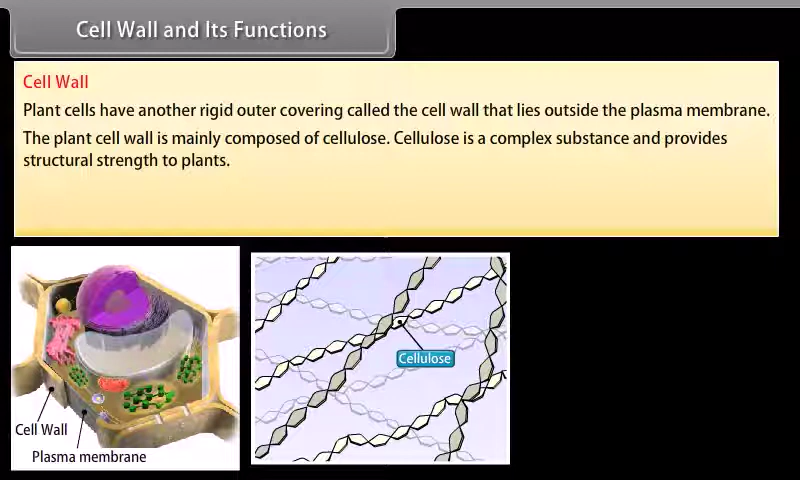 Cell Wall and Its Functions
Cell Wall
Plant cells have another rigid outer covering called the cell wall that lies outside the plasma membrane.
The plant cell wall is mainly composed of cellulose. Cellulose is a complex substance and provides
structural strength to plants.
Cellulose
Cell Wall
Plasma membrane